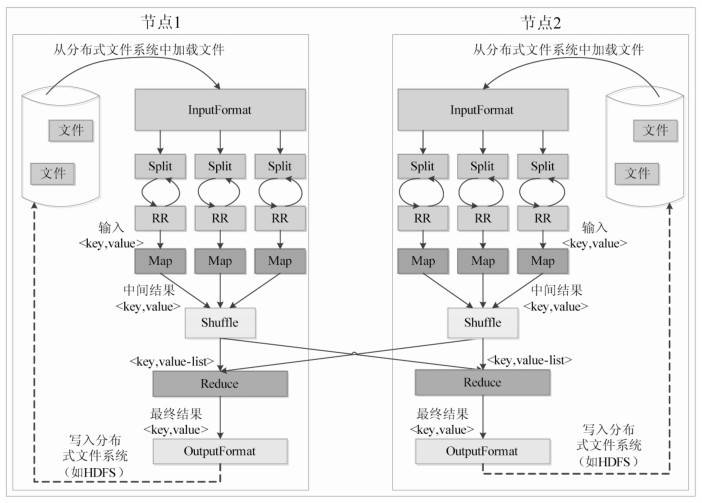 节点1
从分布式文件系统中加载文件
InputFormat
文件
文件
Split
Split
Split
RR
RR
RR
输入
<key,value>
Map
Map
Map
中间结果
<key,value>
Shuffle
<key,value-list>
Reduce
最终结果
<key,value>
写入分布
式文件系统
（如HDFS）
OutputFormat
节点2
从分布式文件系统中加载文件
InputFormat
文件
文件
Split
Split
Split
RR
RR
RR
输入
<key,value>
Map
Map
Map
中间结果
<key,value>
Shuffle
<key,value-list>
Reduce
最终结果
<key,value>
写入分布
式文件系统
（如HDFS）
OutputFormat